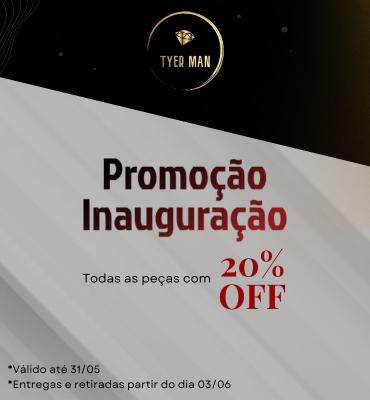 TYER MAN
Promoção
Inauguração
Todas as peças com 20%
OFF
*Válido até 31/05
*Entregas e retiradas partir do dia 03/06